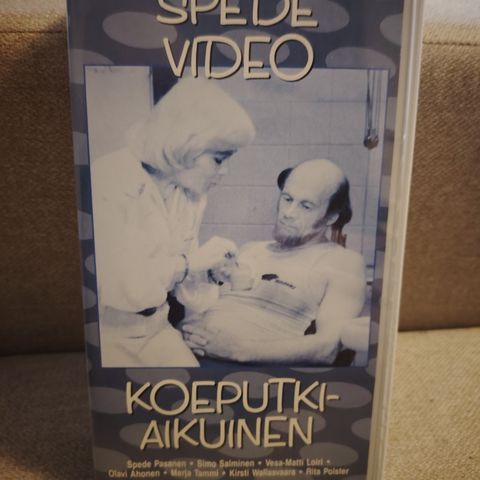 SPEDE
VIDEO
KOEPUTKI-
AIKUINEN
Spede Pasanen • Simo Salminen • Vesa-Matti Loiri •
Olavi Ahonen • Marja Tammi • Kirsti Wallasvaara • Rita Polster